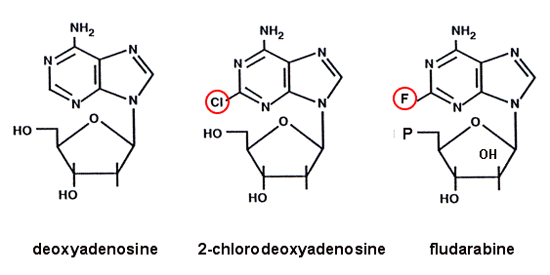 NH₂ NH₂ NH₂
N N N N N N
N N Cl N N F N N
HO O HO O P O
OH
HO HO HO
deoxyadenosine 2-chlorodeoxyadenosine fludarabine